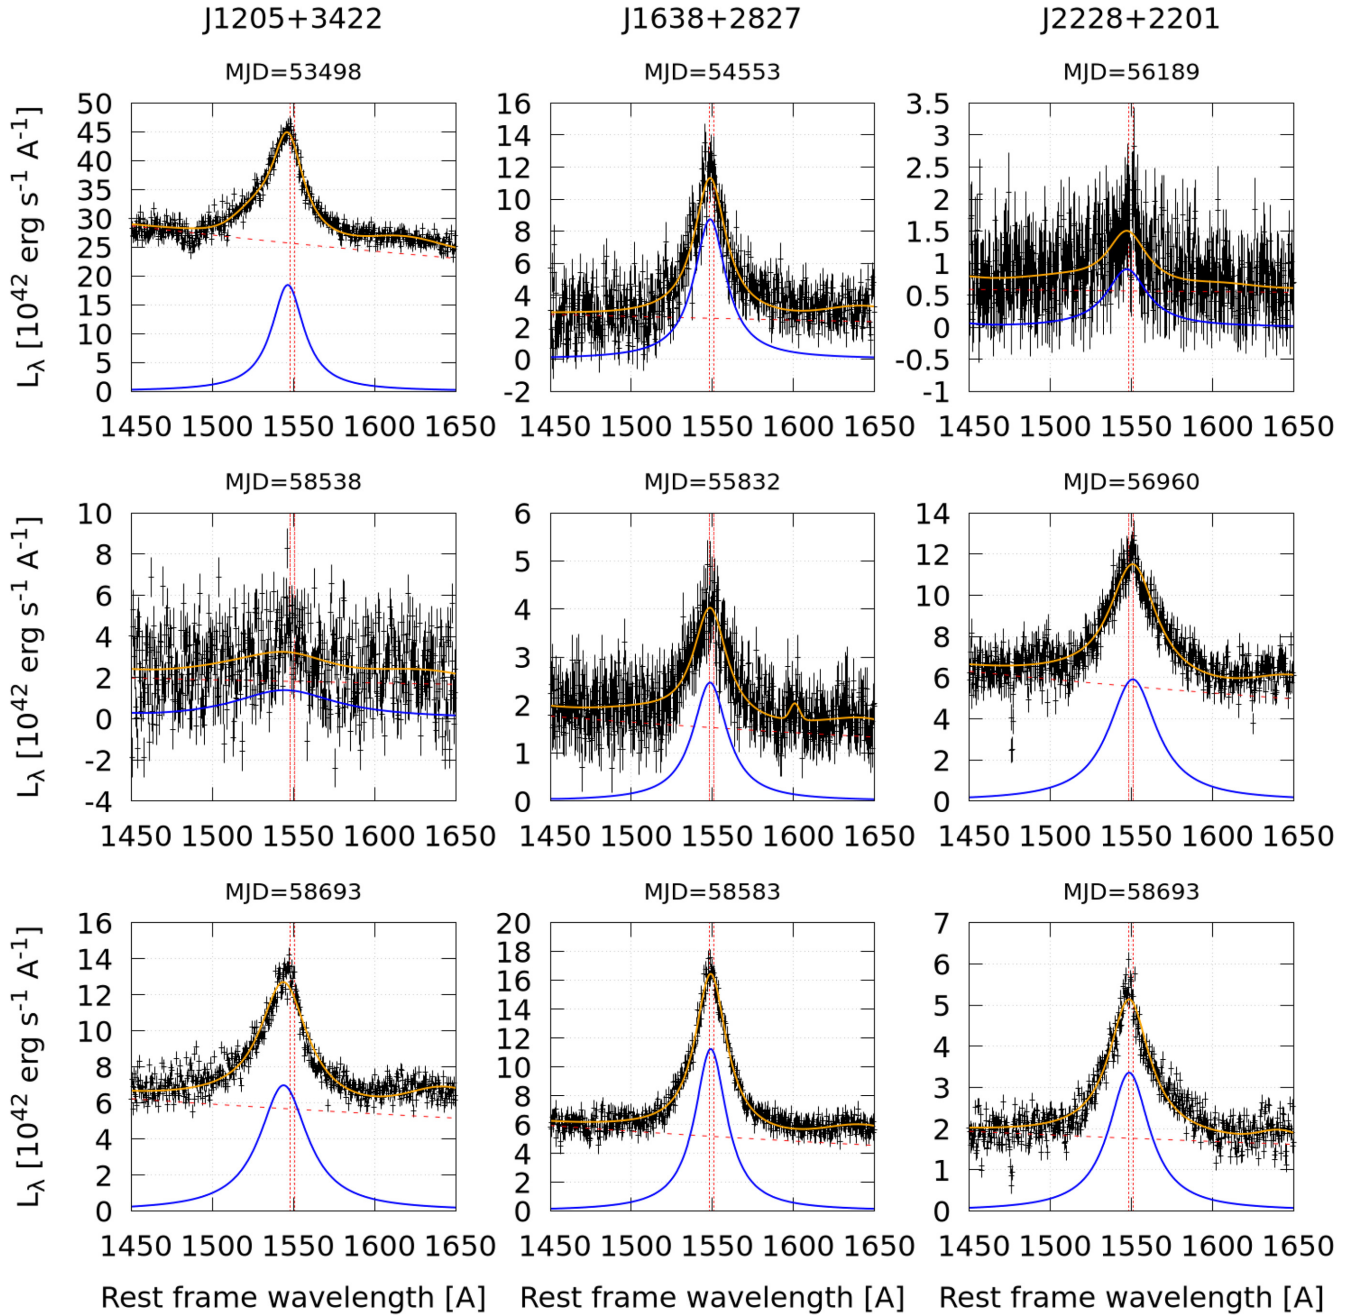 J1205+3422 J1638+2827 J2228+2201
MJD=53498 MJD=54553 MJD=56189
L_λ [10^42 erg s^-1 A^-1]
50 45 40 35 30 25 20 15 10 5 0
16 14 12 10 8 6 4 2 0 -2
3.5 3 2.5 2 1.5 1 0.5 0 -0.5 -1
1450 1500 1550 1600 1650 1450 1500 1550 1600 1650 1450 1500 1550 1600 1650
MJD=58538 MJD=55832 MJD=56960
L_λ [10^42 erg s^-1 A^-1]
10 8 6 4 2 0 -2 -4
6 5 4 3 2 1 0
14 12 10 8 6 4 2 0
1450 1500 1550 1600 1650 1450 1500 1550 1600 1650 1450 1500 1550 1600 1650
MJD=58693 MJD=58583 MJD=58693
L_λ [10^42 erg s^-1 A^-1]
16 14 12 10 8 6 4 2 0
20 18 16 14 12 10 8 6 4 2 0
7 6 5 4 3 2 1 0
1450 1500 1550 1600 1650 1450 1500 1550 1600 1650 1450 1500 1550 1600 1650
Rest frame wavelength [A] Rest frame wavelength [A] Rest frame wavelength [A]